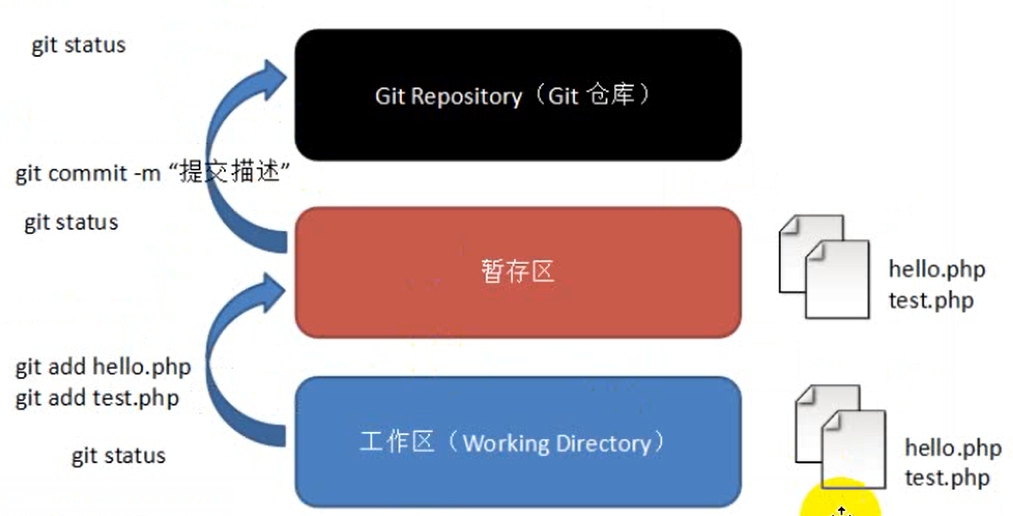 git status
Git Repository（Git 仓库）
git commit -m “提交描述”
git status
暂存区
hello.php
test.php
git add hello.php
git add test.php
git status
工作区（Working Directory）
hello.php
test.php